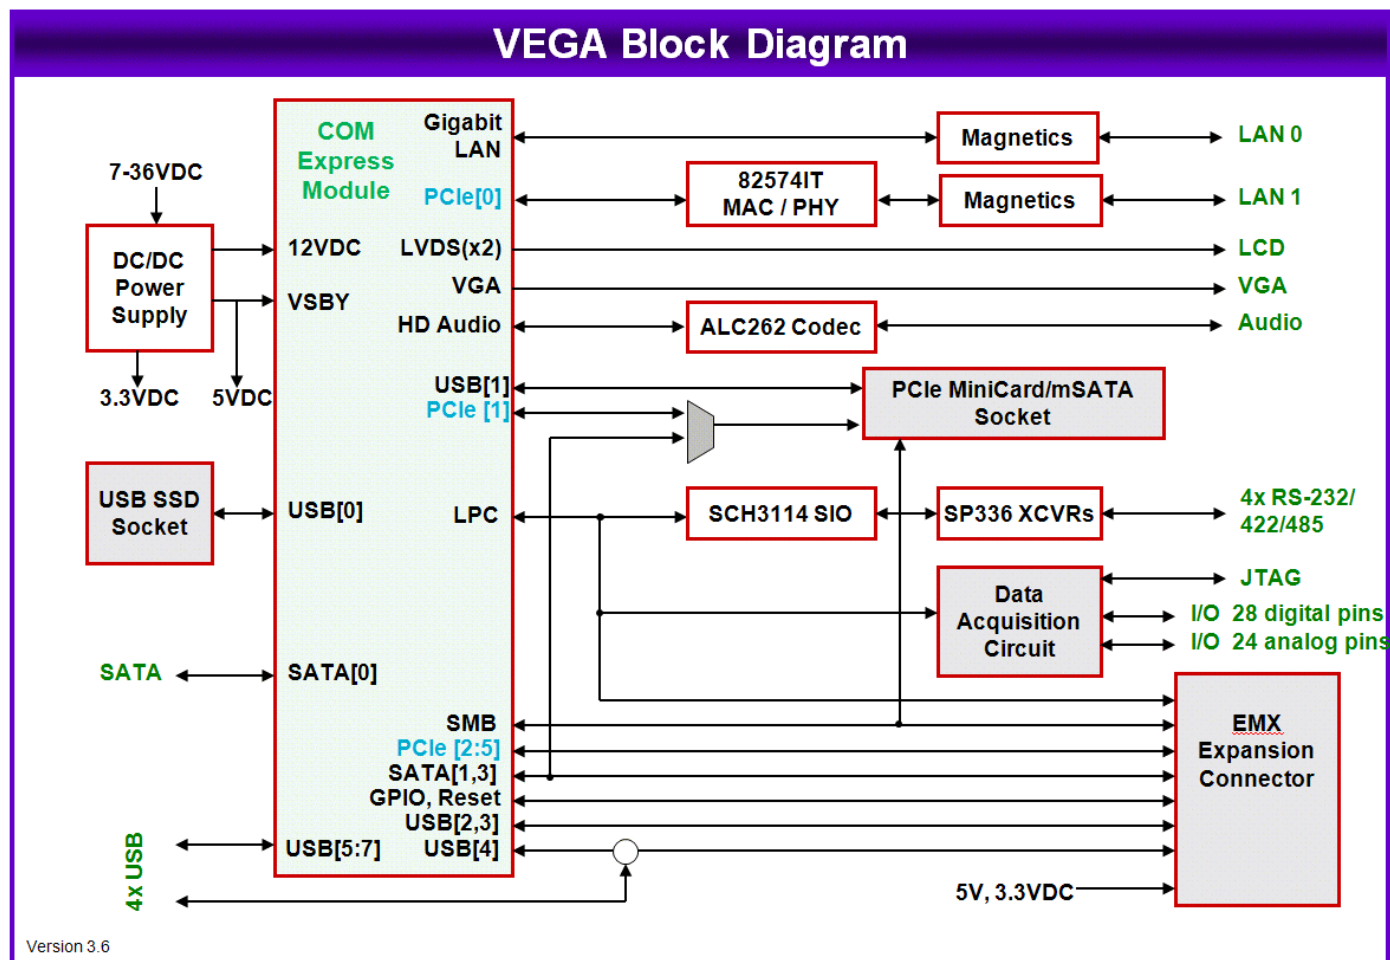 VEGA Block Diagram
COM
Express
Module
Gigabit
LAN
Magnetics
LAN 0
7-36VDC
PCIe[0]
82574IT
MAC / PHY
Magnetics
LAN 1
DC/DC
Power
Supply
12VDC
LVDS(x2)
LCD
VSBY
VGA
VGA
HD Audio
ALC262 Codec
Audio
3.3VDC
5VDC
USB[1]
PCIe [1]
PCIe MiniCard/mSATA
Socket
USB SSD
Socket
USB[0]
LPC
SCH3114 SIO
SP336 XCVRs
4x RS-232/
422/485
Data
Acquisition
Circuit
JTAG
I/O 28 digital pins
I/O 24 analog pins
SATA
SATA[0]
SMB
PCIe [2:5]
SATA[1,3]
GPIO, Reset
USB[2,3]
USB[4]
EMX
Expansion
Connector
4x USB
USB[5:7]
5V, 3.3VDC
Version 3.6